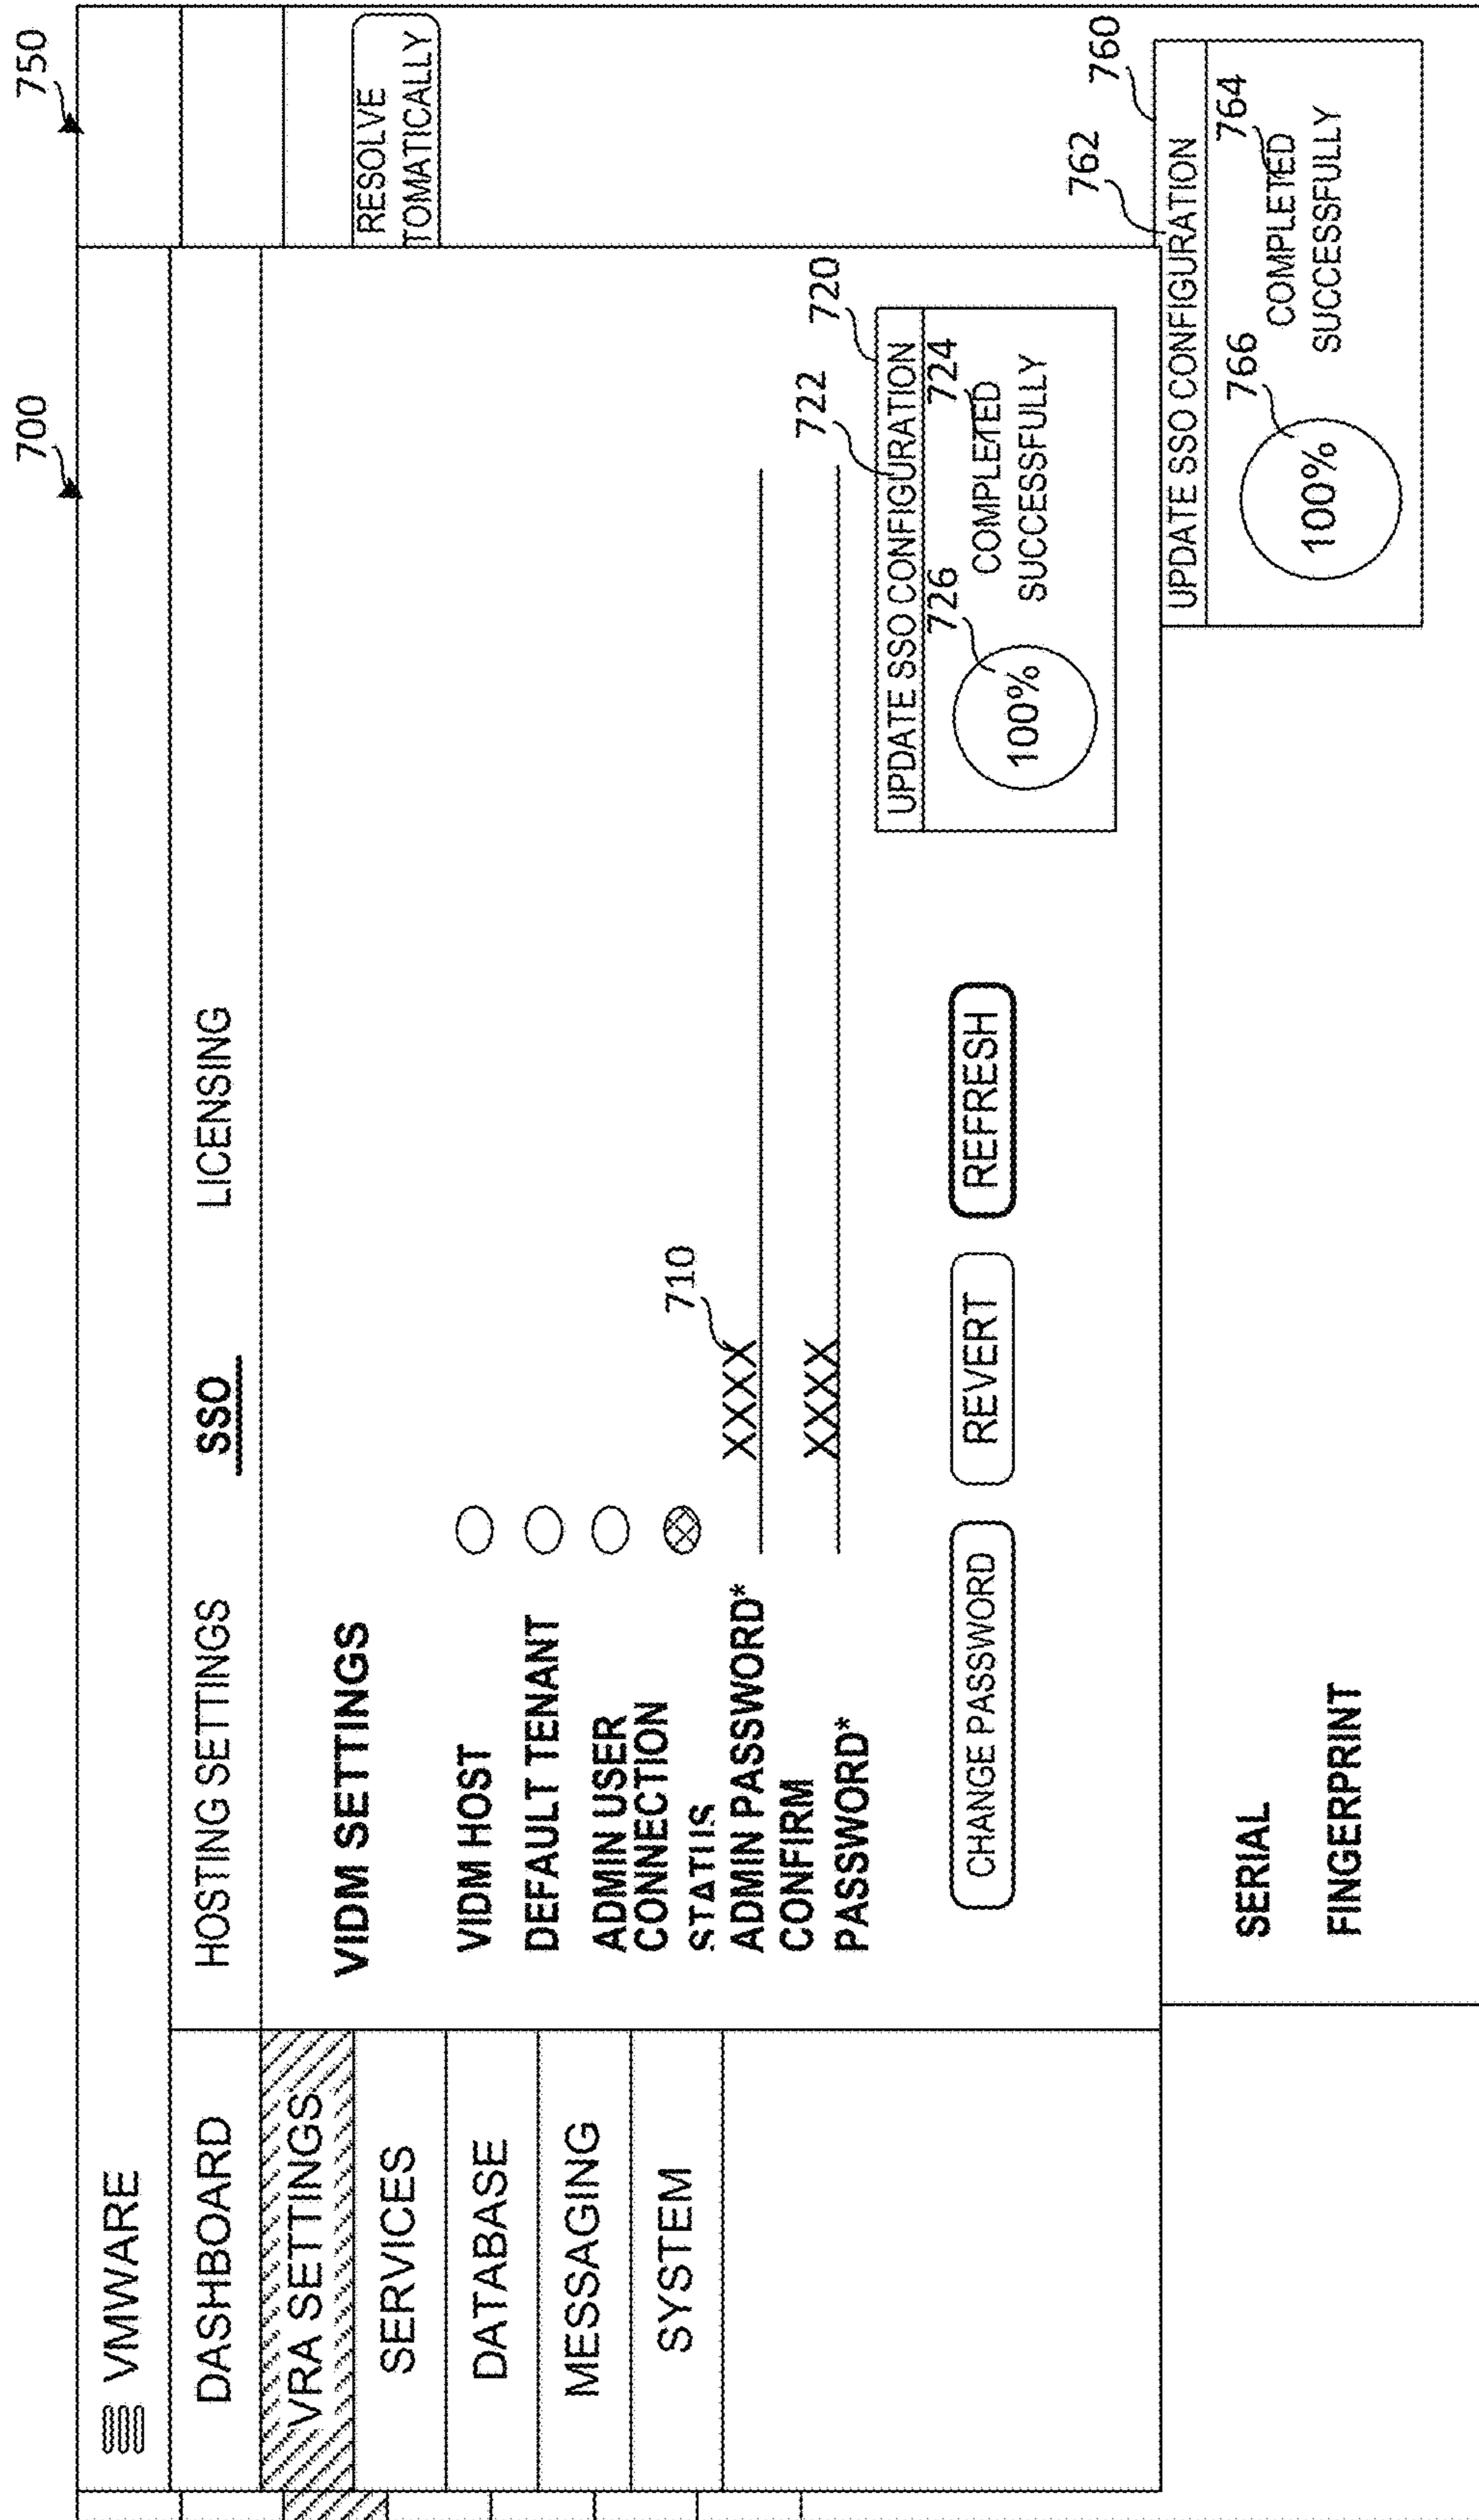 700
750
VMWARE
DASHBOARD
HOSTING SETTINGS
SSO
LICENSING
VRA SETTINGS
SERVICES
DATABASE
MESSAGING
SYSTEM
VIDM SETTINGS
RESOLVE
TOMATICALLY
VIDM HOST
DEFAULT TENANT
ADMIN USER
CONNECTION
STATUS
ADMIN PASSWORD*
XXXX
710
CONFIRM
PASSWORD*
XXXX
722
720
UPDATE SSO CONFIGURATION
726
724
100%
COMPLETED
SUCCESSFULLY
CHANGE PASSWORD
REVERT
REFRESH
762
760
UPDATE SSO CONFIGURATION
766
764
100%
COMPLETED
SUCCESSFULLY
SERIAL
FINGERPRINT